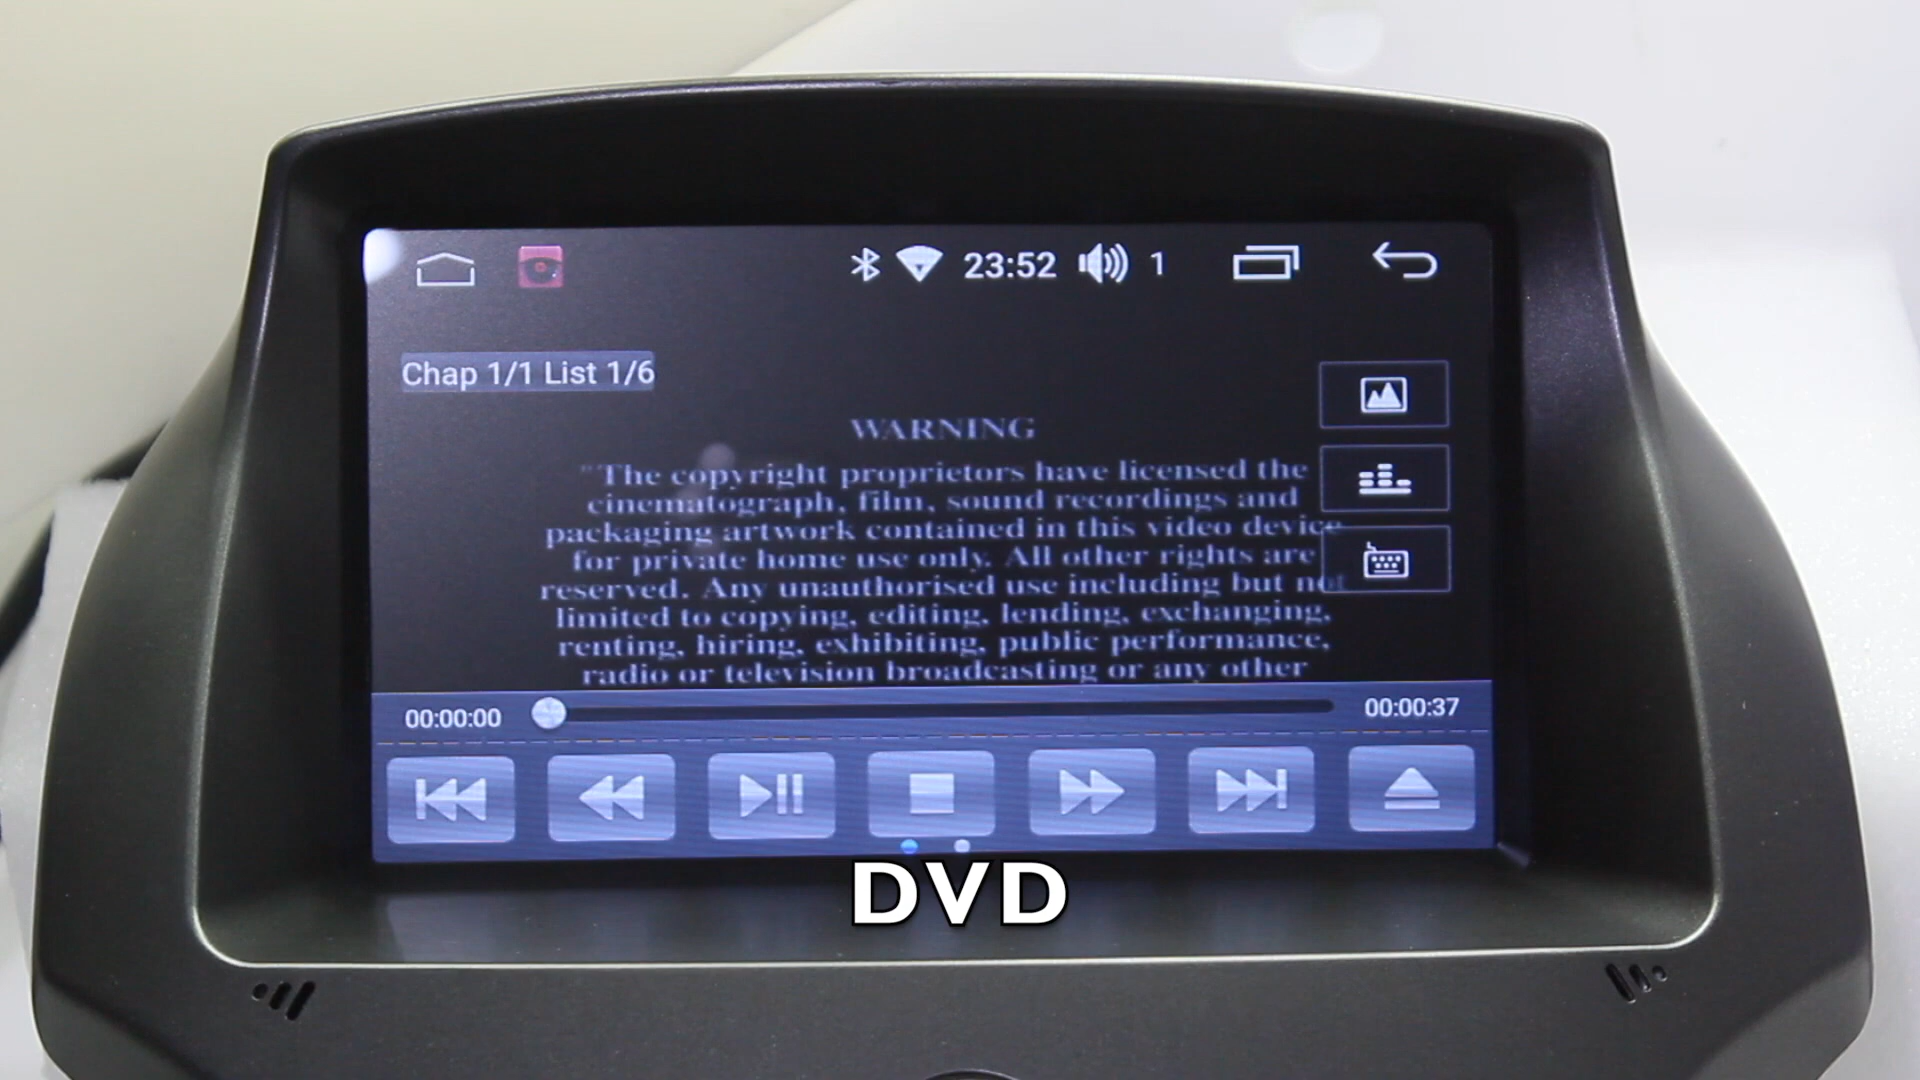 23:52 1
Chap 1/1 List 1/6
WARNING
"The copyright proprietors have licensed the
cinematograph, film, sound recordings and
packaging artwork contained in this video device
for private home use only. All other rights are
reserved. Any unauthorised use including but not
limited to copying, editing, lending, exchanging,
renting, hiring, exhibiting, public performance,
radio or television broadcasting or any other
00:00:00 00:00:37
DVD